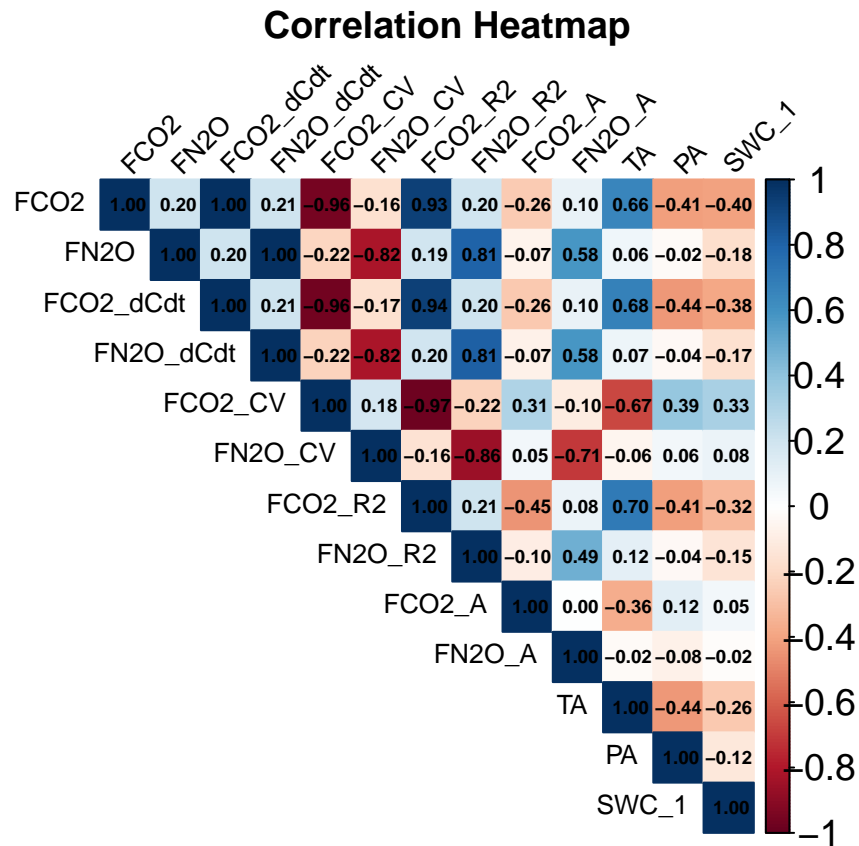 Correlation Heatmap
FCO2 FN2O FCO2_dCdt FN2O_dCdt FCO2_CV FN2O_CV FCO2_R2 FN2O_R2 FCO2_A FN2O_A TA PA SWC_1
FCO2 1.00 0.20 1.00 0.21 −0.96 −0.16 0.93 0.20 −0.26 0.10 0.66 −0.41 −0.40
FN2O 1.00 0.20 1.00 −0.22 −0.82 0.19 0.81 −0.07 0.58 0.06 −0.02 −0.18
FCO2_dCdt 1.00 0.21 −0.96 −0.17 0.94 0.20 −0.26 0.10 0.68 −0.44 −0.38
FN2O_dCdt 1.00 −0.22 −0.82 0.20 0.81 −0.07 0.58 0.07 −0.04 −0.17
FCO2_CV 1.00 0.18 −0.97 −0.22 0.31 −0.10 −0.67 0.39 0.33
FN2O_CV 1.00 −0.16 −0.86 0.05 −0.71 −0.06 0.06 0.08
FCO2_R2 1.00 0.21 −0.45 0.08 0.70 −0.41 −0.32
FN2O_R2 1.00 −0.10 0.49 0.12 −0.04 −0.15
FCO2_A 1.00 0.00 −0.36 0.12 0.05
FN2O_A 1.00 −0.02 −0.08 −0.02
TA 1.00 −0.44 −0.26
PA 1.00 −0.12
SWC_1 1.00
1
0.8
0.6
0.4
0.2
0
−0.2
−0.4
−0.6
−0.8
−1